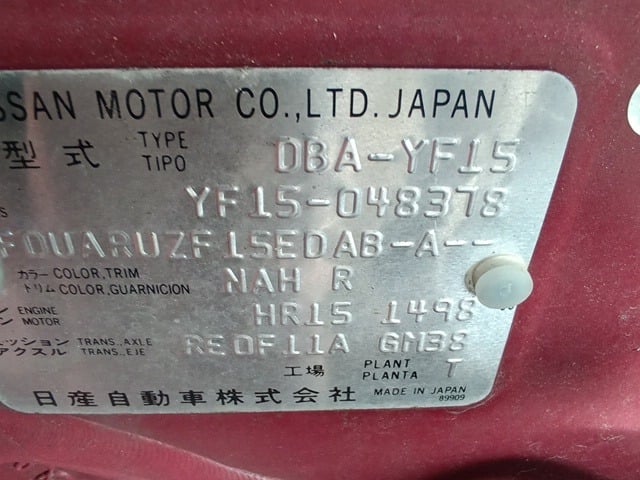 SSAN MOTOR CO.,LTD. JAPAN
型式 TYPE TIPO DBA-YF15
YF15-048378
FQUARUZF15EDAB-A--
カラー COLOR,TRIM
トリム COLOR,GUARNICION NAH R
ENGINE
MOTOR HR15 1498
ッション TRANS.,AXLE
アクスル TRANS.,EJE RE0F11A GM38
工場 PLANT PLANTA T
日産自動車株式会社 MADE IN JAPAN
89909